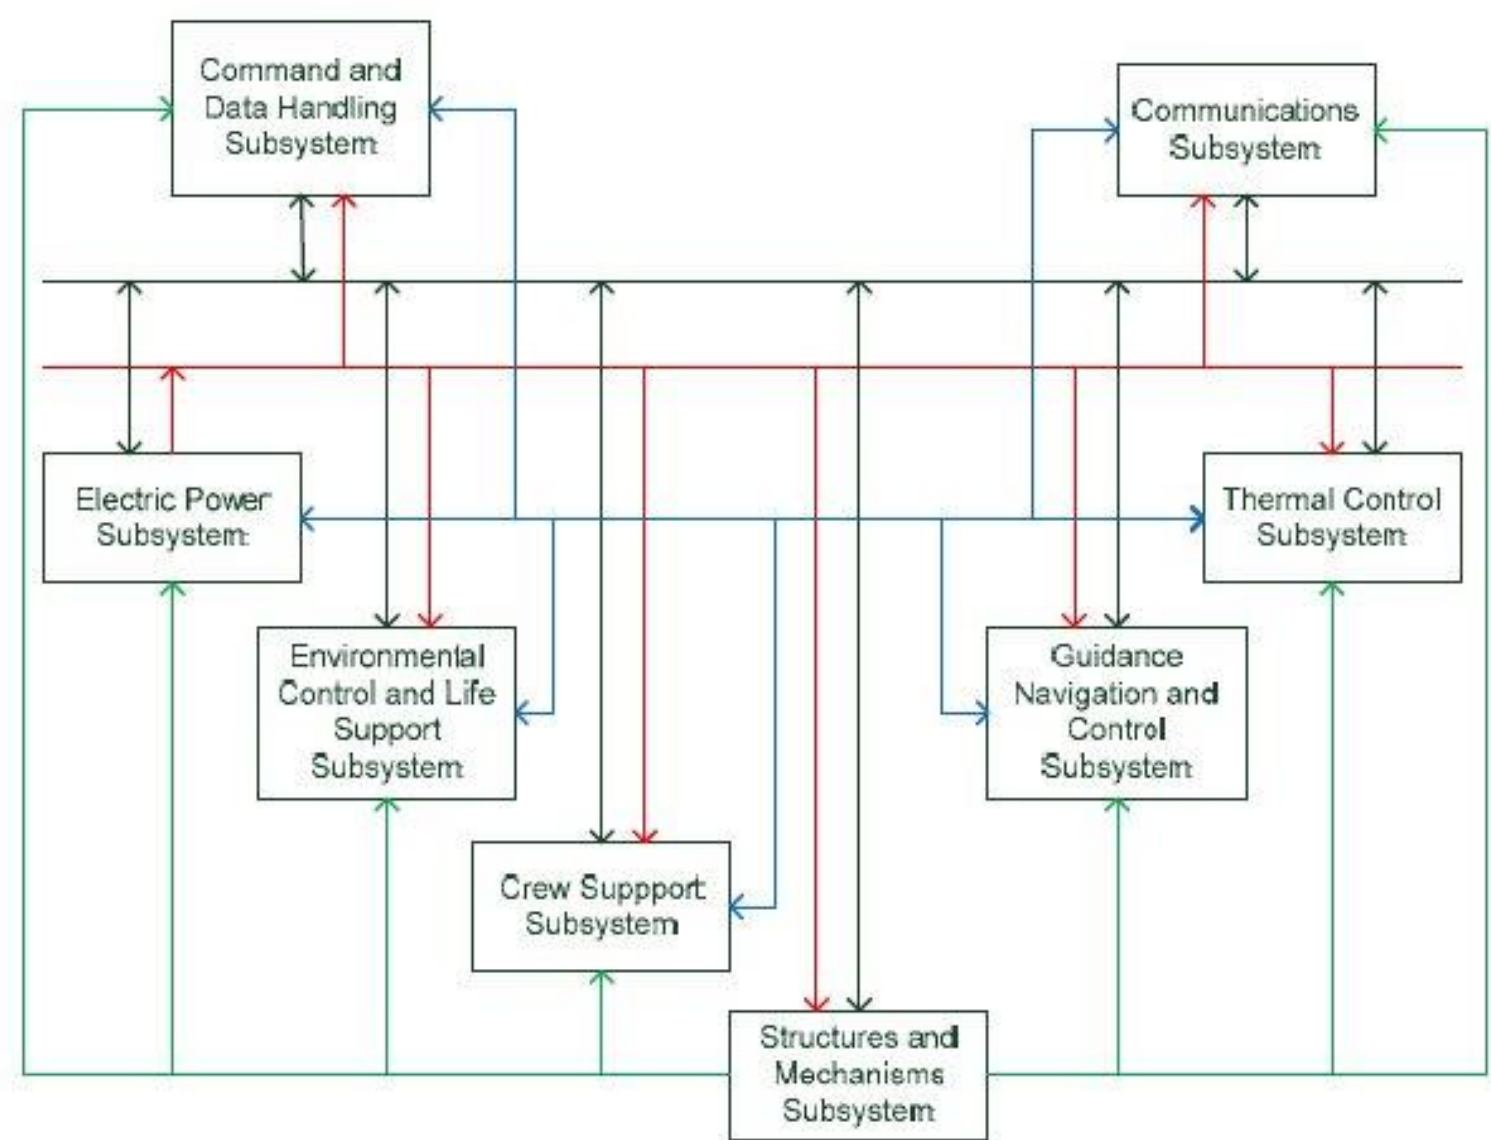 Command and
Data Handling
Subsystem
Communications
Subsystem
Electric Power
Subsystem
Thermal Control
Subsystem
Environmental
Control and Life
Support
Subsystem
Guidance
Navigation and
Control
Subsystem
Crew Suppport
Subsystem
Structures and
Mechanisms
Subsystem